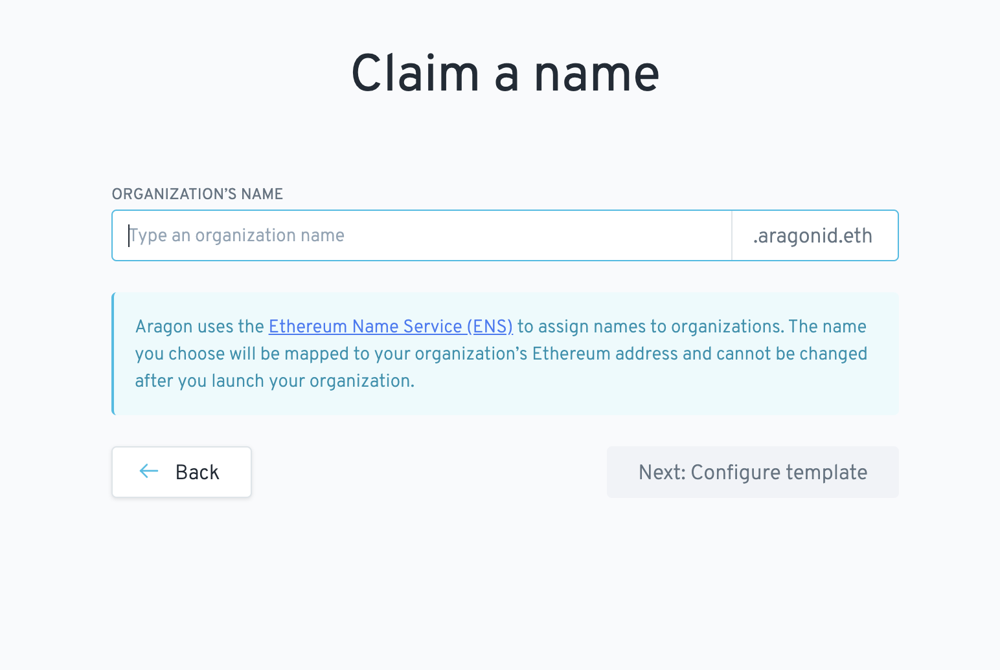 Claim a name
ORGANIZATION’S NAME
Type an organization name
.aragonid.eth
Aragon uses the Ethereum Name Service (ENS) to assign names to organizations. The name
you choose will be mapped to your organization’s Ethereum address and cannot be changed
after you launch your organization.
Back
Next: Configure template